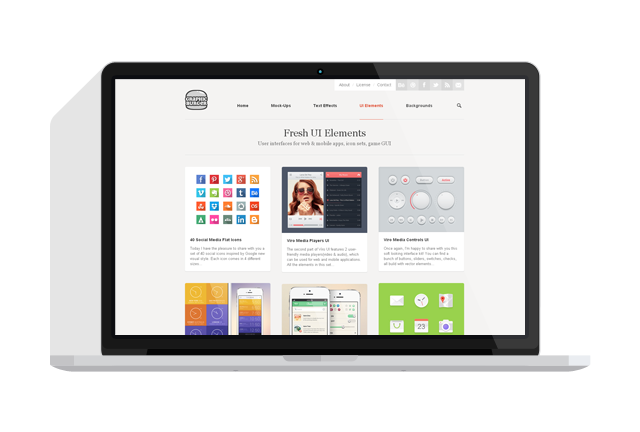 About License Contact
GRAPHIC
BURGER
Home Mock-Ups Text Effects UI Elements Backgrounds
Fresh UI Elements
User interfaces for web & mobile apps, icon sets, game GUI
40 Social Media Flat Icons
Today I have the pleasure to share with you a
set of 40 social icons inspired by Google new
visual style. Each icon comes in 4 different
sizes...
Vire Media Players UI
The second part of Vire UI features 2 user-
friendly media players(video & audio), which
can be used for web and mobile applications.
All the elements in this set...
Vire Media Controls UI
Once again, I'm happy to share with you this
soft looking interface kit! You can find a
bunch of buttons, sliders, switches, knobs,
all build with vector elements...
23